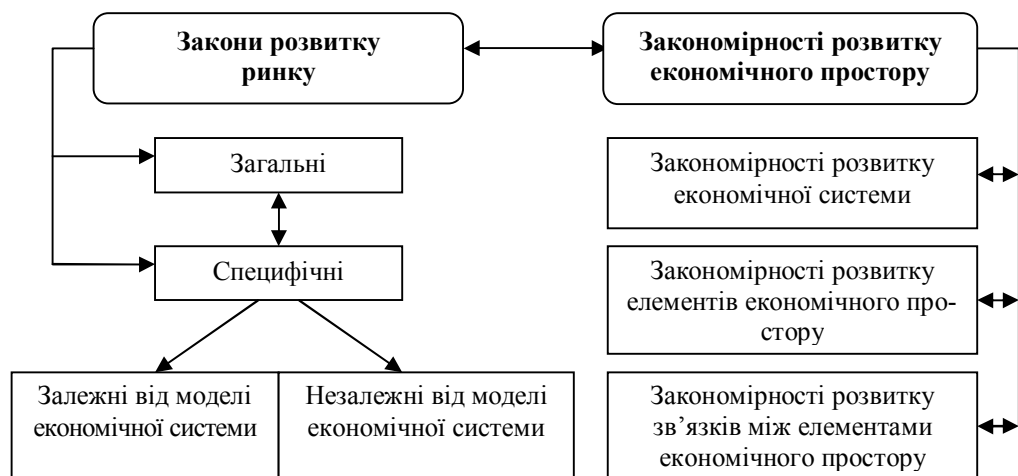 Закони розвитку
ринку
Закономірності розвитку
економічного простору
Загальні
Специфічні
Залежні від моделі
економічної системи
Незалежні від моделі
економічної системи
Закономірності розвитку
економічної системи
Закономірності розвитку
елементів економічного про-
стору
Закономірності розвитку
зв’язків між елементами
економічного простору